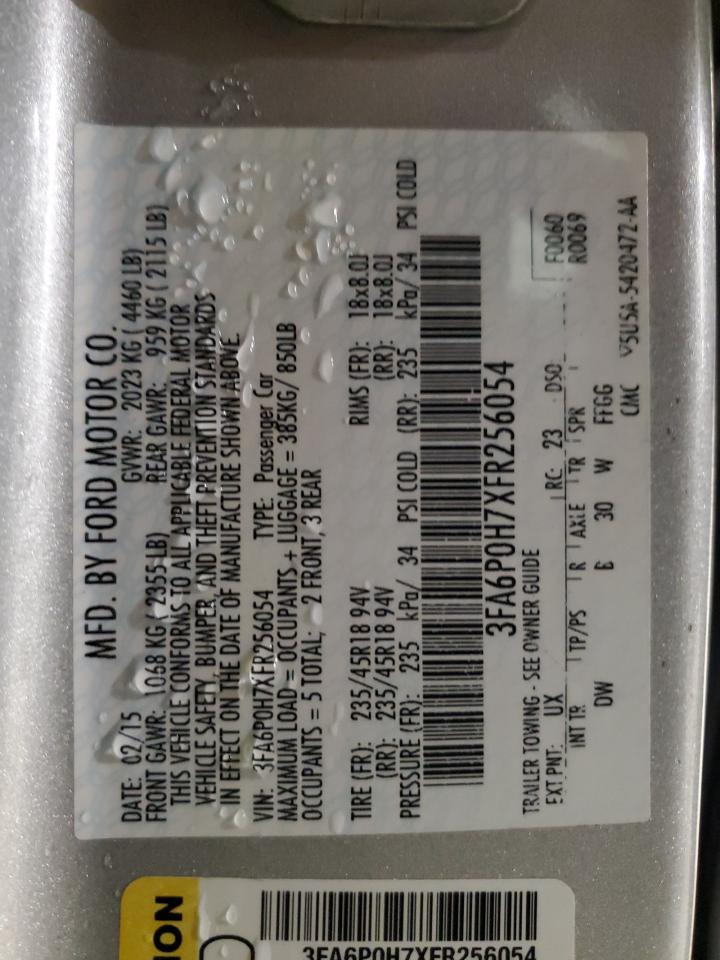 MFD. BY FORD MOTOR CO.
DATE: 02/15 GVWR: 2023 KG ( 4460 LB)
FRONT GAWR: 1068 KG ( 2355 LB) REAR GAWR: 959 KG ( 2115 LB)
THIS VEHICLE CONFORMS TO ALL APPLICABLE FEDERAL MOTOR
VEHICLE SAFETY, BUMPER, AND THEFT PREVENTION STANDARDS
IN EFFECT ON THE DATE OF MANUFACTURE SHOWN ABOVE
VIN: 3FA6P0H7XFR256054 TYPE: Passenger Car
MAXIMUM LOAD = OCCUPANTS + LUGGAGE = 385KG/ 850LB
OCCUPANTS = 5 TOTAL; 2 FRONT, 3 REAR
TIRE (FR): 235/45R18 94V RIMS (FR): 18x8.0J
(RR): 235/45R18 94V (RR): 18x8.0J
PRESSURE (FR): 235 kPa/ 34 PSI COLD (RR): 235 kPa/ 34 PSI COLD
3FA6P0H7XFR256054
TRAILER TOWING - SEE OWNER GUIDE F0060
EXT PNT: UX RC: 23 DSO: R0069
INT TR TP/PS R AXLE TR SPR
DW 30 W FFGG
CMC
3FA6P0H7XFR256054